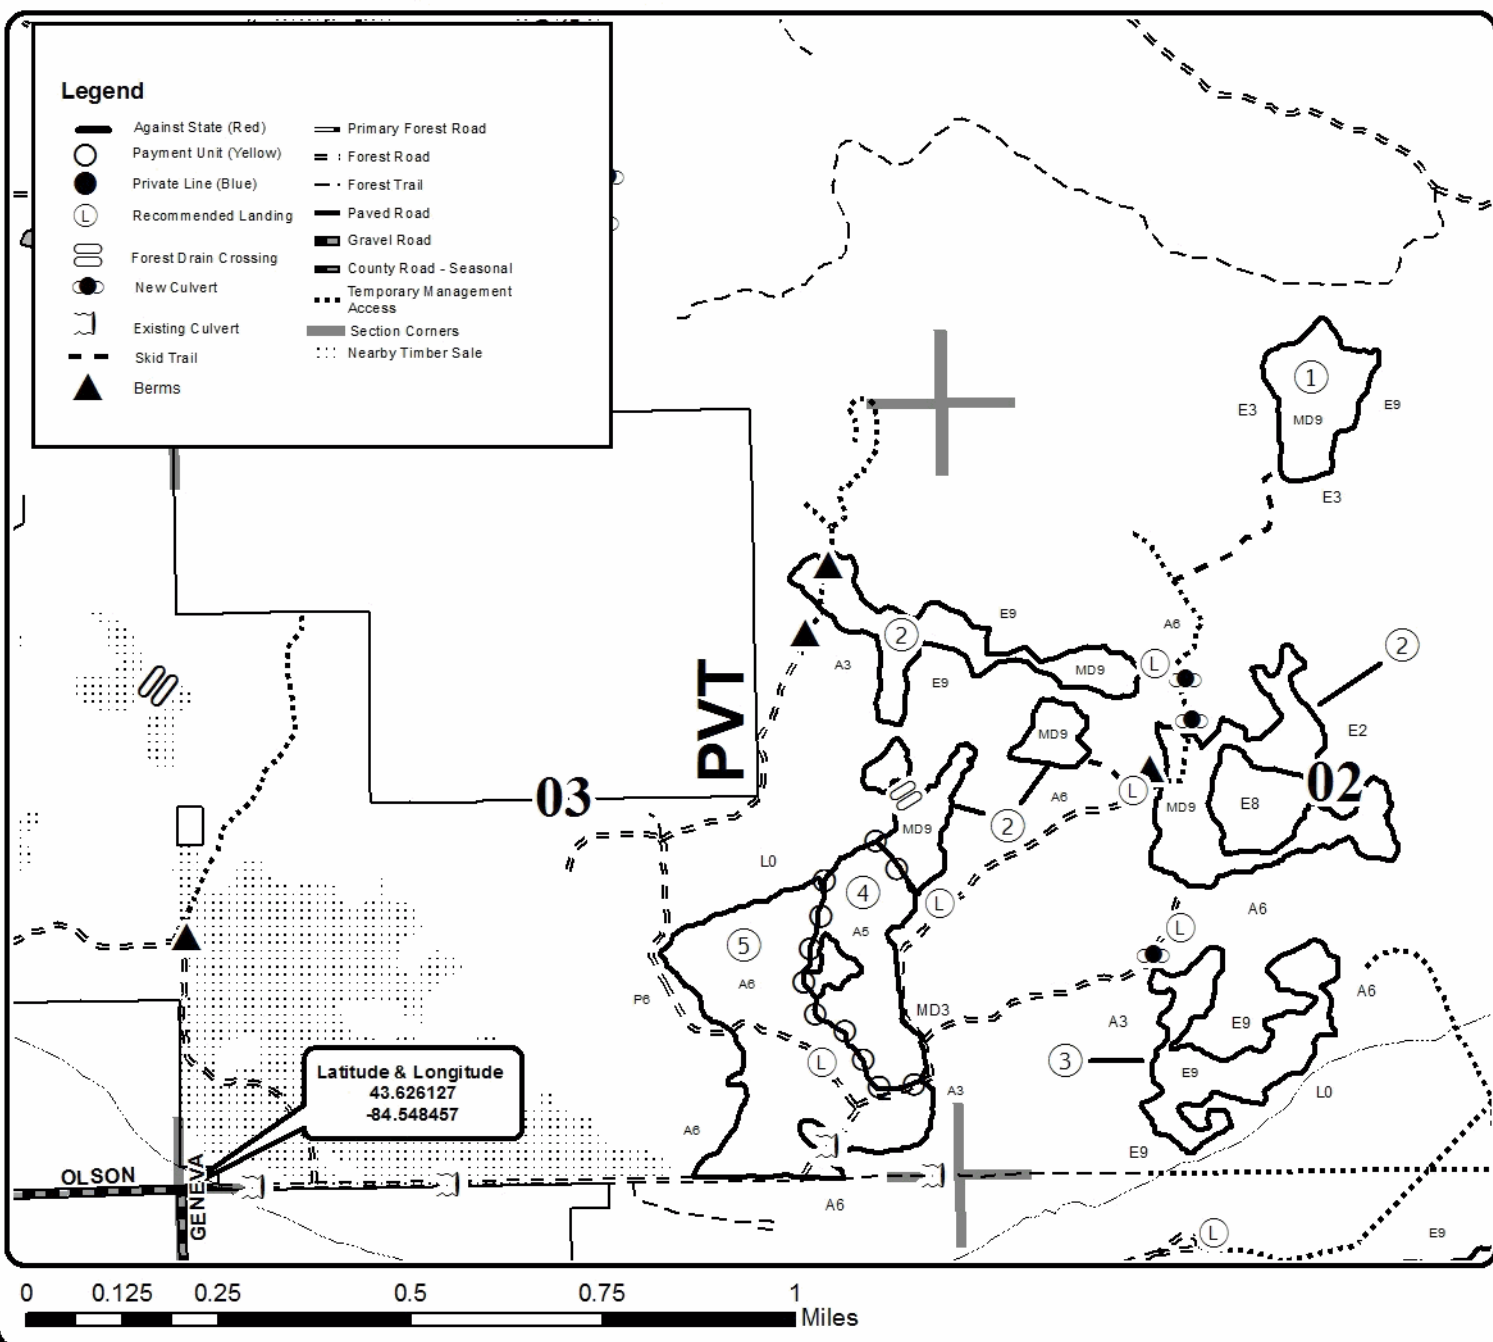 Legend
Against State (Red)
Payment Unit (Yellow)
Private Line (Blue)
L Recommended Landing
Forest Drain Crossing
New Culvert
Existing Culvert
Skid Trail
Berms
Primary Forest Road
Forest Road
Forest Trail
Paved Road
Gravel Road
County Road - Seasonal
Temporary Management
Access
Section Corners
Nearby Timber Sale
1
E3
E9
MD9
E3
E9
A6
2
2
L
A3
E9
MD9
PVT
MD9
E2
03
02
L
A6
MD9
E8
2
MD9
L0
4
L
A6
L
A5
5
A6
P6
MD3
A6
A3
E9
L
3
E9
L0
A3
A6
E9
Latitude & Longitude
43.626127
-84.548457
OLSON
GENEVA
A6
L
E9
0 0.125 0.25 0.5 0.75 1
Miles